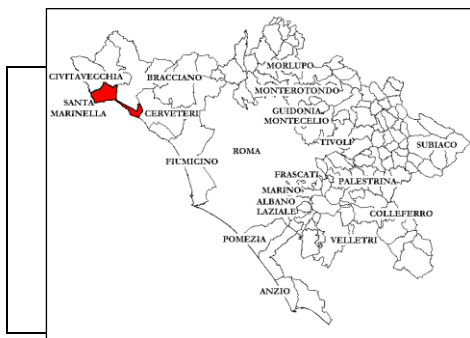 MORLUPO
CIVITAVECCHIA
BRACCIANO
MONTEROTONDO
SANTA
MARINELLA
CERVETERI
GUIDONIA
MONTECELIO
TIVOLI
SUBIACO
ROMA
FIUMICINO
FRASCATI
MARINO
PALESTRINA
ALBANO
LAZIALE
COLLEFERRO
POMEZIA
VELLETRI
ANZIO